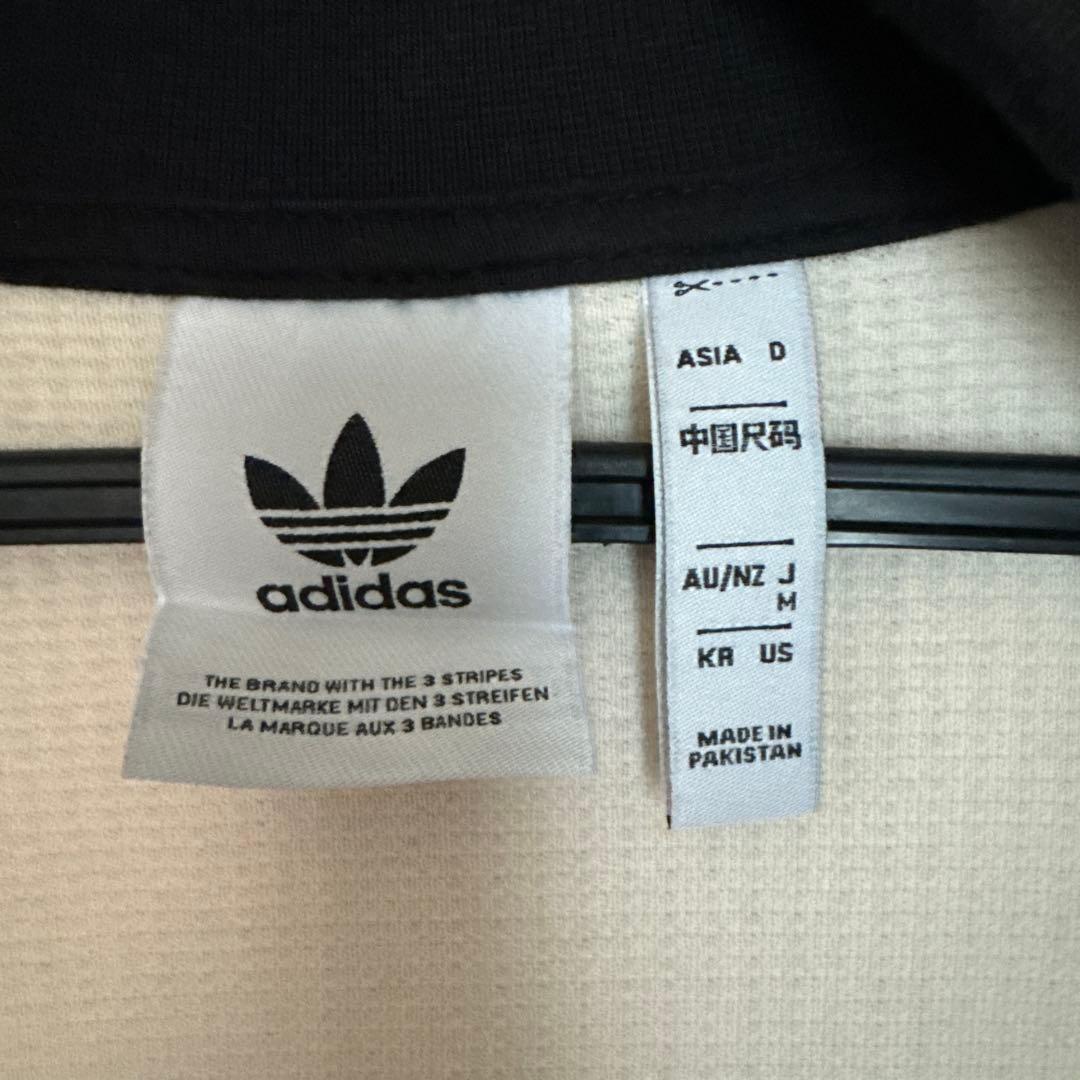 adidas
THE BRAND WITH THE 3 STRIPES
DIE WELTMARKE MIT DEN 3 STREIFEN
LA MARQUE AUX 3 BANDES
ASIA D
中国尺码
AU/NZ J
M
KR US
MADE IN
PAKISTAN